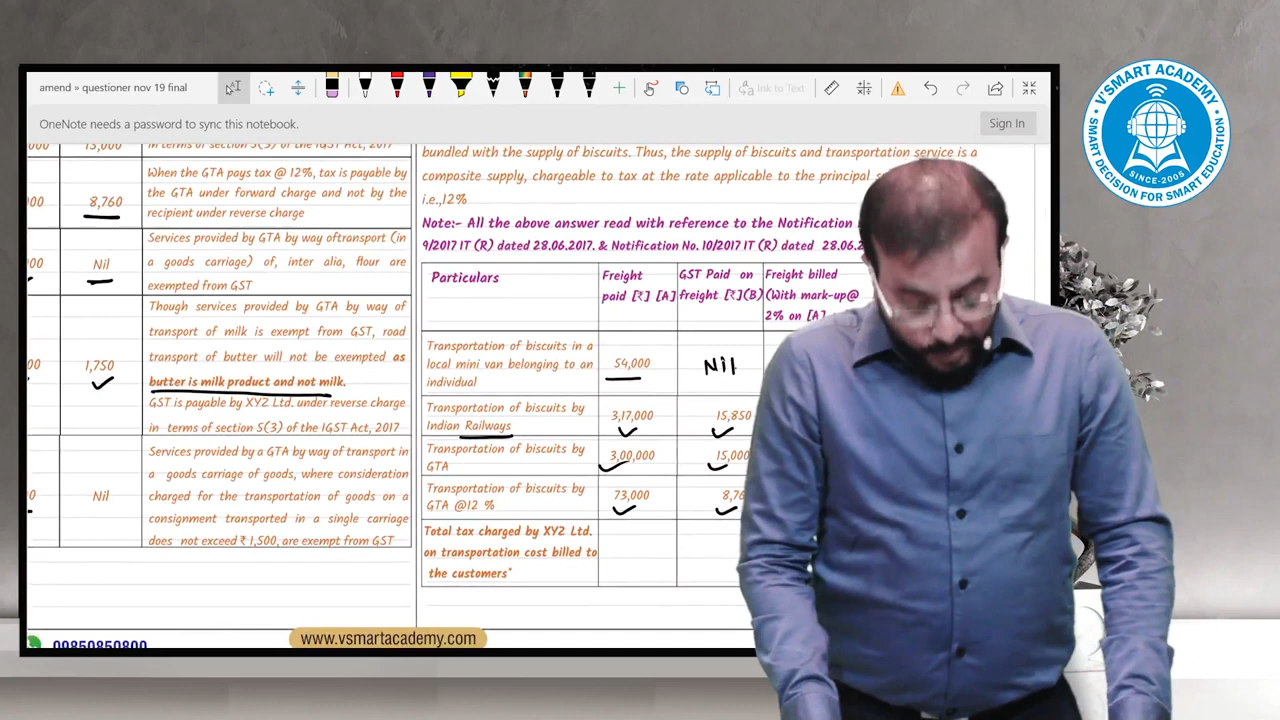 amend » questioner nov 19 final
Ink to Text
OneNote needs a password to sync this notebook.
Sign In
in terms of section 5(3) of the IGST Act, 2017
8,760
When the GTA pays tax @ 12%, tax is payable by
the GTA under forward charge and not by the
recipient under reverse charge
Nil
Services provided by GTA by way oftransport (in
a goods carriage) of, inter alia, flour are
exempted from GST
1,750
Though services provided by GTA by way of
transport of milk is exempt from GST, road
transport of butter will not be exempted as
butter is milk product and not milk.
GST is payable by XYZ Ltd. under reverse charge
in terms of section 5(3) of the IGST Act, 2017
Nil
Services provided by a GTA by way of transport in
a goods carriage of goods, where consideration
charged for the transportation of goods on a
consignment transported in a single carriage
does not exceed ₹ 1,500, are exempt from GST
bundled with the supply of biscuits. Thus, the supply of biscuits and transportation service is a
composite supply, chargeable to tax at the rate applicable to the principal
i.e.,12%
Note:- All the above answer read with reference to the Notification
9/2017 IT (R) dated 28.06.2017. & Notification No. 10/2017 IT (R) dated 28.06.2
Particulars
Freight
paid [₹] [A]
GST Paid on
freight [₹](B)
Freight billed
(With mark-up@
2% on [A]
Transportation of biscuits in a
local mini van belonging to an
individual
54,000
Nil
Transportation of biscuits by
Indian Railways
3,17,000
15,850
Transportation of biscuits by
GTA
3,00,000
15,000
Transportation of biscuits by
GTA @12 %
73,000
8,76
Total tax charged by XYZ Ltd.
on transportation cost billed to
the customers"
09850850800
www.vsmartacademy.com
V'SMART ACADEMY
SMART DECISION FOR SMART EDUCATION
SINCE-2005